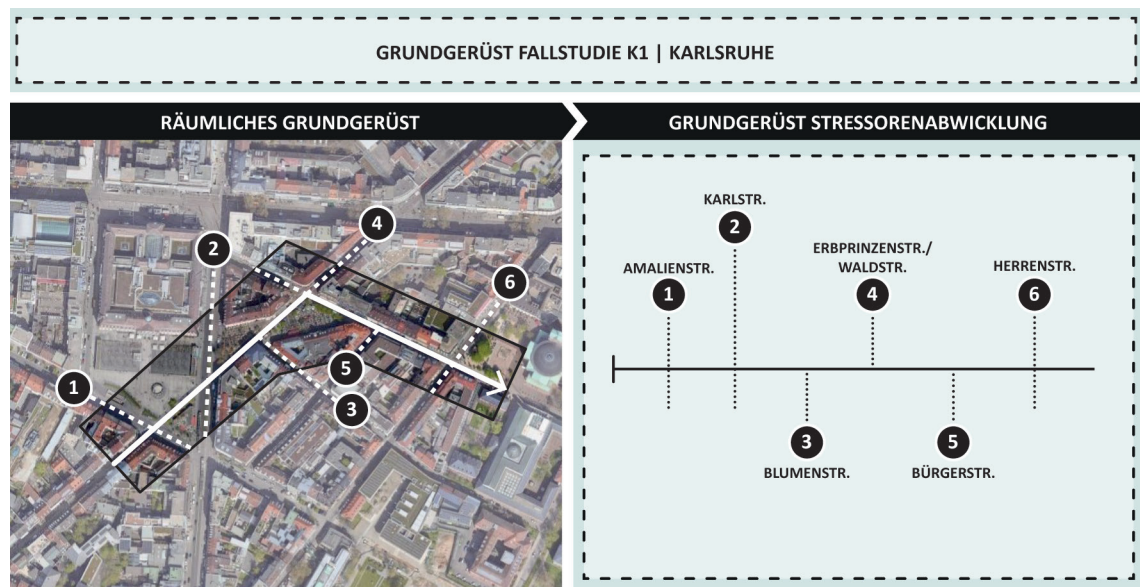 GRUNDGERÜST FALLSTUDIE K1 | KARLSRUHE
RÄUMLICHES GRUNDGERÜST
2
4
6
1
5
3
GRUNDGERÜST STRESSORENABWICKLUNG
KARLSTR.
2
ERBPRINZENSTR./
WALDSTR.
AMALIENSTR.
HERRENSTR.
1
4
6
3
5
BLUMENSTR.
BÜRGERSTR.